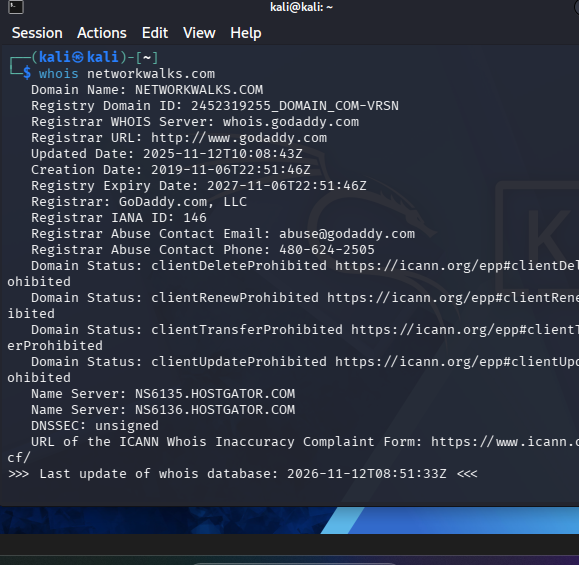 kali@kali: ~
Session Actions Edit View Help
┌──(kali㉿kali)-[~]
└─$ whois networkwalks.com
Domain Name: NETWORKWALKS.COM
Registry Domain ID: 2452319255_DOMAIN_COM-VRSN
Registrar WHOIS Server: whois.godaddy.com
Registrar URL: http://www.godaddy.com
Updated Date: 2025-11-12T10:08:43Z
Creation Date: 2019-11-06T22:51:46Z
Registry Expiry Date: 2027-11-06T22:51:46Z
Registrar: GoDaddy.com, LLC
Registrar IANA ID: 146
Registrar Abuse Contact Email: abuse@godaddy.com
Registrar Abuse Contact Phone: 480-624-2505
Domain Status: clientDeleteProhibited https://icann.org/epp#clientDel
ohibited
Domain Status: clientRenewProhibited https://icann.org/epp#clientRene
ibited
Domain Status: clientTransferProhibited https://icann.org/epp#clientT
erProhibited
Domain Status: clientUpdateProhibited https://icann.org/epp#clientUpd
ohibited
Name Server: NS6135.HOSTGATOR.COM
Name Server: NS6136.HOSTGATOR.COM
DNSSEC: unsigned
URL of the ICANN Whois Inaccuracy Complaint Form: https://www.icann.o
cf/
>>> Last update of whois database: 2026-11-12T08:51:33Z <<<